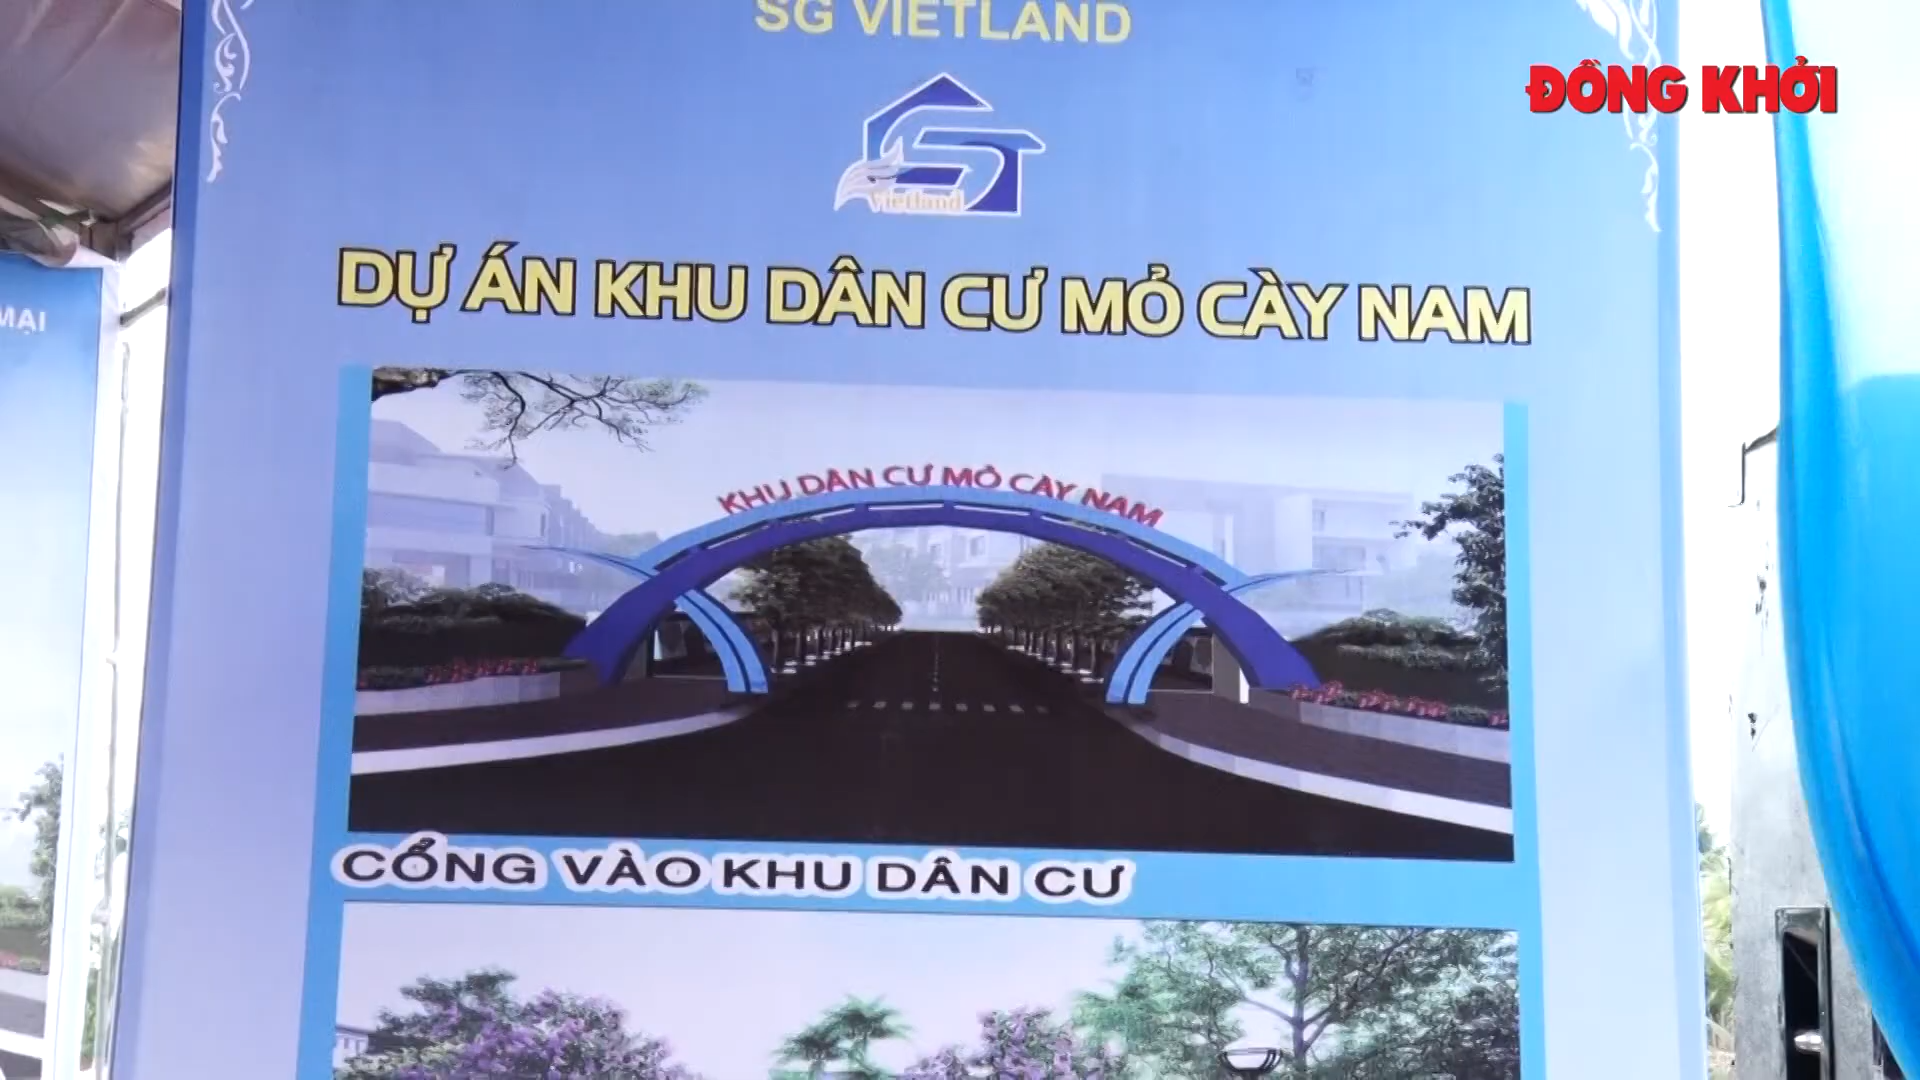 SG VIETLAND
ĐỒNG KHỞI
Vietland
DỰ ÁN KHU DÂN CƯ MỎ CÀY NAM
MẠI
KHU DÂN CƯ MỎ CÀY NAM
CỔNG VÀO KHU DÂN CƯ